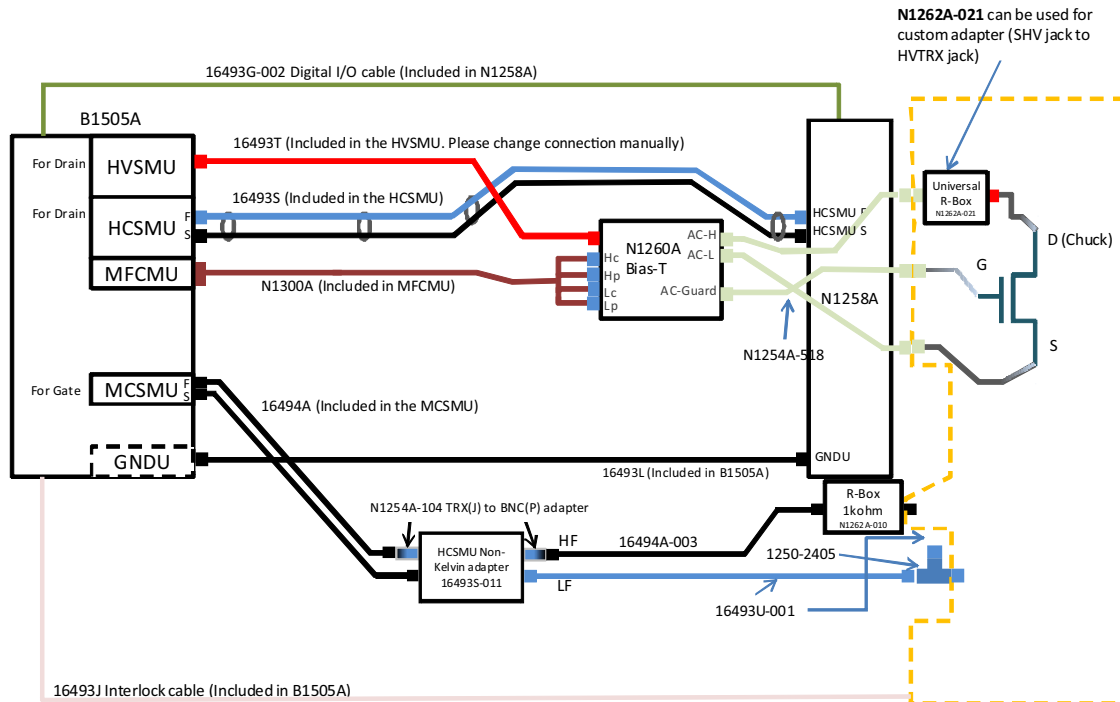 N1262A-021 can be used for
custom adapter (SHV jack to
HVTRX jack)
16493G-002 Digital I/O cable (Included in N1258A)
B1505A
16493T (Included in the HVSMU. Please change connection manually)
For Drain
HVSMU
16493S (Included in the HCSMU)
For Drain
HCSMU
F
S
MFCMU
N1300A (Included in MFCMU)
N1260A
Bias-T
Hc
Hp
Lc
Lp
AC-H
AC-L
AC-Guard
HCSMU F
HCSMU S
N1258A
N1254A-518
Universal
R-Box
N1262A-021
D (Chuck)
G
S
For Gate
MCSMU
F
S
16494A (Included in the MCSMU)
GNDU
16493L (Included in B1505A)
GNDU
R-Box
1kohm
N1262A-010
N1254A-104 TRX(J) to BNC(P) adapter
HCSMU Non-
Kelvin adapter
16493S-011
HF
LF
16494A-003
1250-2405
16493U-001
16493J Interlock cable (Included in B1505A)